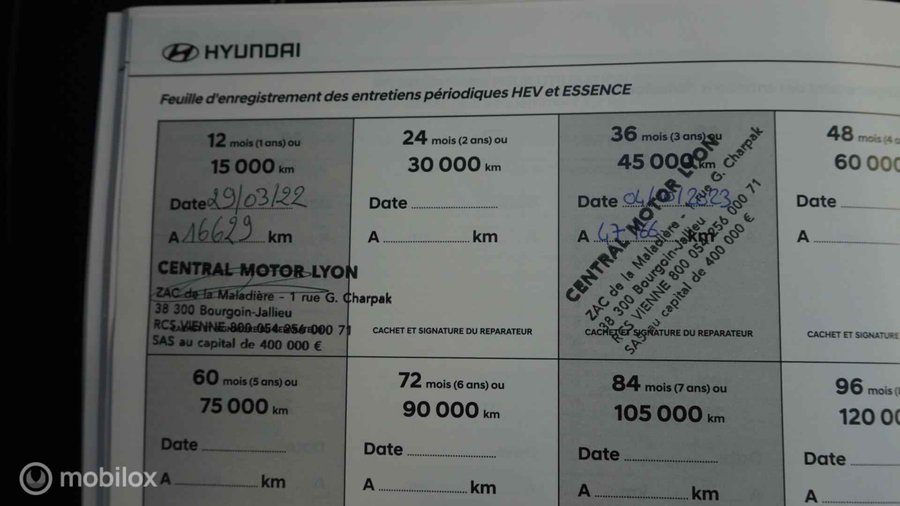 HYUNDAI
Feuille d'enregistrement des entretiens périodiques HEV et ESSENCE
12 mois (1 ans) ou
15 000 km
Date 29/03/22
A 16629 km
CENTRAL MOTOR LYON
ZAC de la Maladière - 1 rue G. Charpak
38 300 Bourgoin-Jallieu
RCS VIENNE 800 054 256 000 71
SAS au capital de 400 000 €
24 mois (2 ans) ou
30 000 km
Date
A km
CACHET ET SIGNATURE DU REPARATEUR
36 mois (3 ans) ou
45 000 km
Date 2023
A km
CENTRAL MOTOR LYON
ZAC de la Maladière - 1 rue G. Charpak
38 300 Bourgoin-Jallieu
RCS VIENNE 800 054 256 000 71
SAS au capital de 400 000 €
CACHET ET SIGNATURE DU REPARATEUR
48 mois
60 000
Date
A
CACHET ET SIGNATURE
60 mois (5 ans) ou
75 000 km
Date
A km
72 mois (6 ans) ou
90 000 km
Date
A km
84 mois (7 ans) ou
105 000 km
Date
A km
96 mois
120 00
Date
A
mobilox